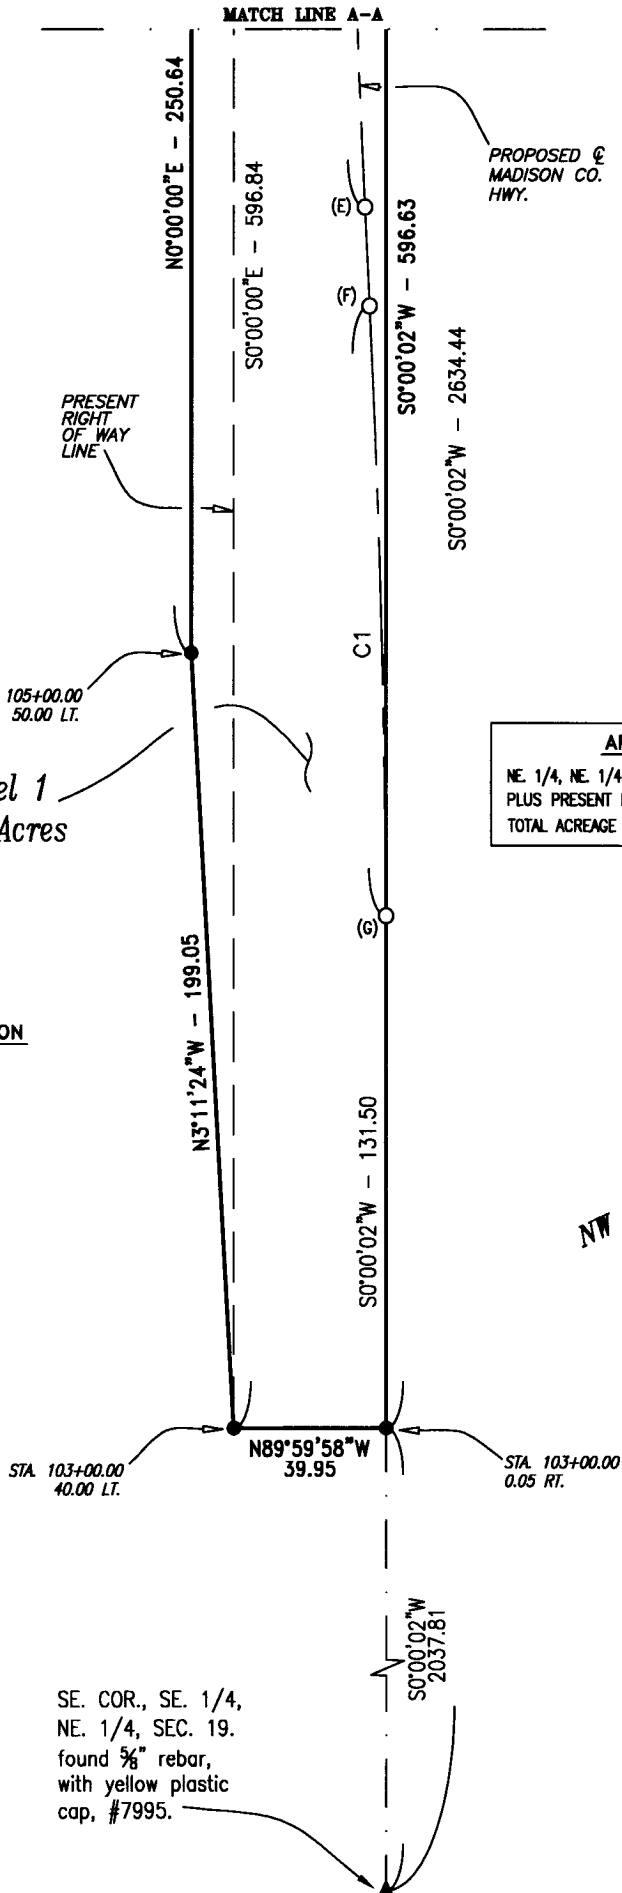 MATCH LINE A-A
N0°00'00"E - 250.64
S0°00'00"E - 596.84
PROPOSED ℄
MADISON CO.
HWY.
(E)
(F)
S0°00'02"W - 596.63
S0°00'02"W - 2634.44
PRESENT
RIGHT
OF WAY
LINE
C1
105+00.00
50.00 LT.
el 1
Acres
NE. 1/4, NE. 1/4
PLUS PRESENT
TOTAL ACREAGE
(G)
N3°11'24"W - 199.05
ON
S0°00'02"W - 131.50
NW
N89°59'58"W
39.95
STA. 103+00.00
40.00 LT.
STA. 103+00.00
0.05 RT.
S0°00'02"W
2037.81
SE. COR., SE. 1/4,
NE. 1/4, SEC. 19.
found ⅝" rebar,
with yellow plastic
cap, #7995.